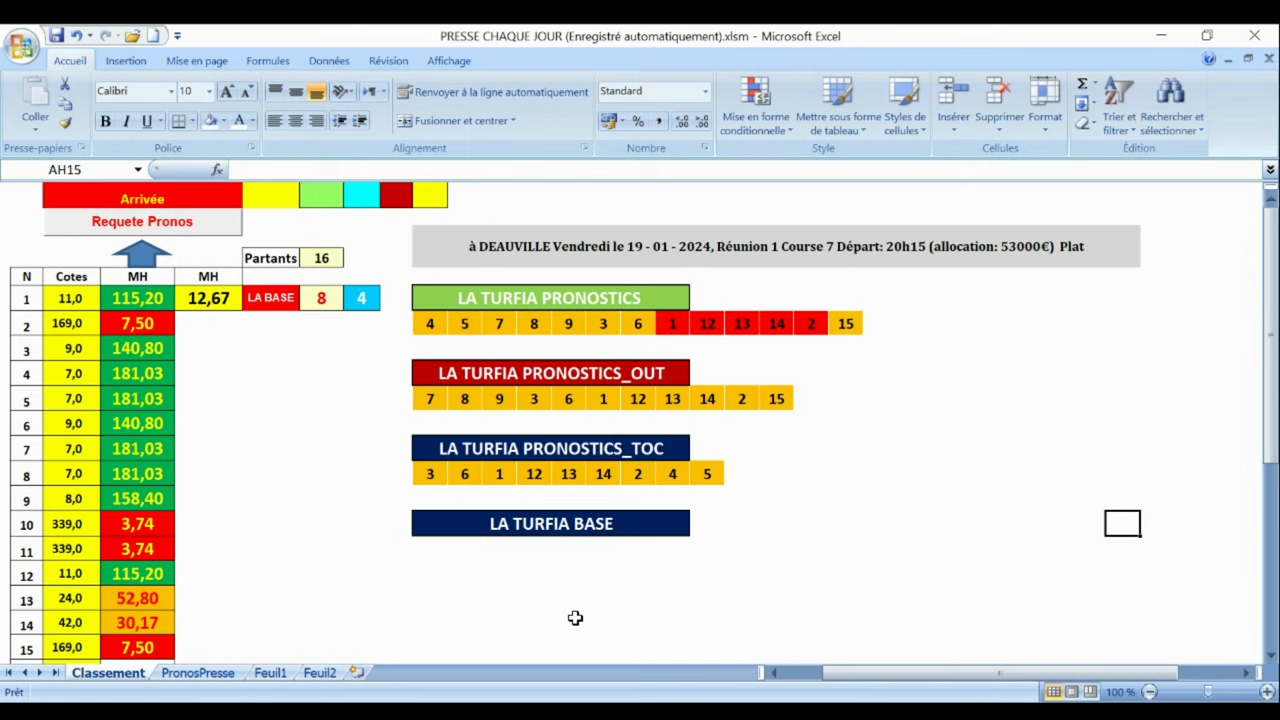 PRESSE CHAQUE JOUR (Enregistré automatiquement).xlsm - Microsoft Excel
Accueil Insertion Mise en page Formules Données Révision Affichage
Coller
Calibri 10
Renvoyer à la ligne automatiquement
Standard
Mise en forme conditionnelle
Mettre sous forme de tableau
Styles de cellules
Insérer Supprimer Format
Σ
Trier et filtrer
Rechercher et sélectionner
B I U A
Fusionner et centrer
% ,
Presse-papiers Police Alignement Nombre Style Cellules Édition
AH15 fx
Arrivée
Requete Pronos
à DEAUVILLE Vendredi le 19 - 01 - 2024, Réunion 1 Course 7 Départ: 20h15 (allocation: 53000€) Plat
Partants 16
N Cotes MH MH
1 11,0 115,20 12,67 LA BASE 8 4
2 169,0 7,50
3 9,0 140,80
4 7,0 181,03
5 7,0 181,03
6 9,0 140,80
7 7,0 181,03
8 7,0 181,03
9 8,0 158,40
10 339,0 3,74
11 339,0 3,74
12 11,0 115,20
13 24,0 52,80
14 42,0 30,17
15 169,0 7,50
LA TURFIA PRONOSTICS
4 5 7 8 9 3 6 1 12 13 14 2 15
LA TURFIA PRONOSTICS_OUT
7 8 9 3 6 1 12 13 14 2 15
LA TURFIA PRONOSTICS_TOC
3 6 1 12 13 14 2 4 5
LA TURFIA BASE
Classement PronosPresse Feuil1 Feuil2
Prêt 100 %